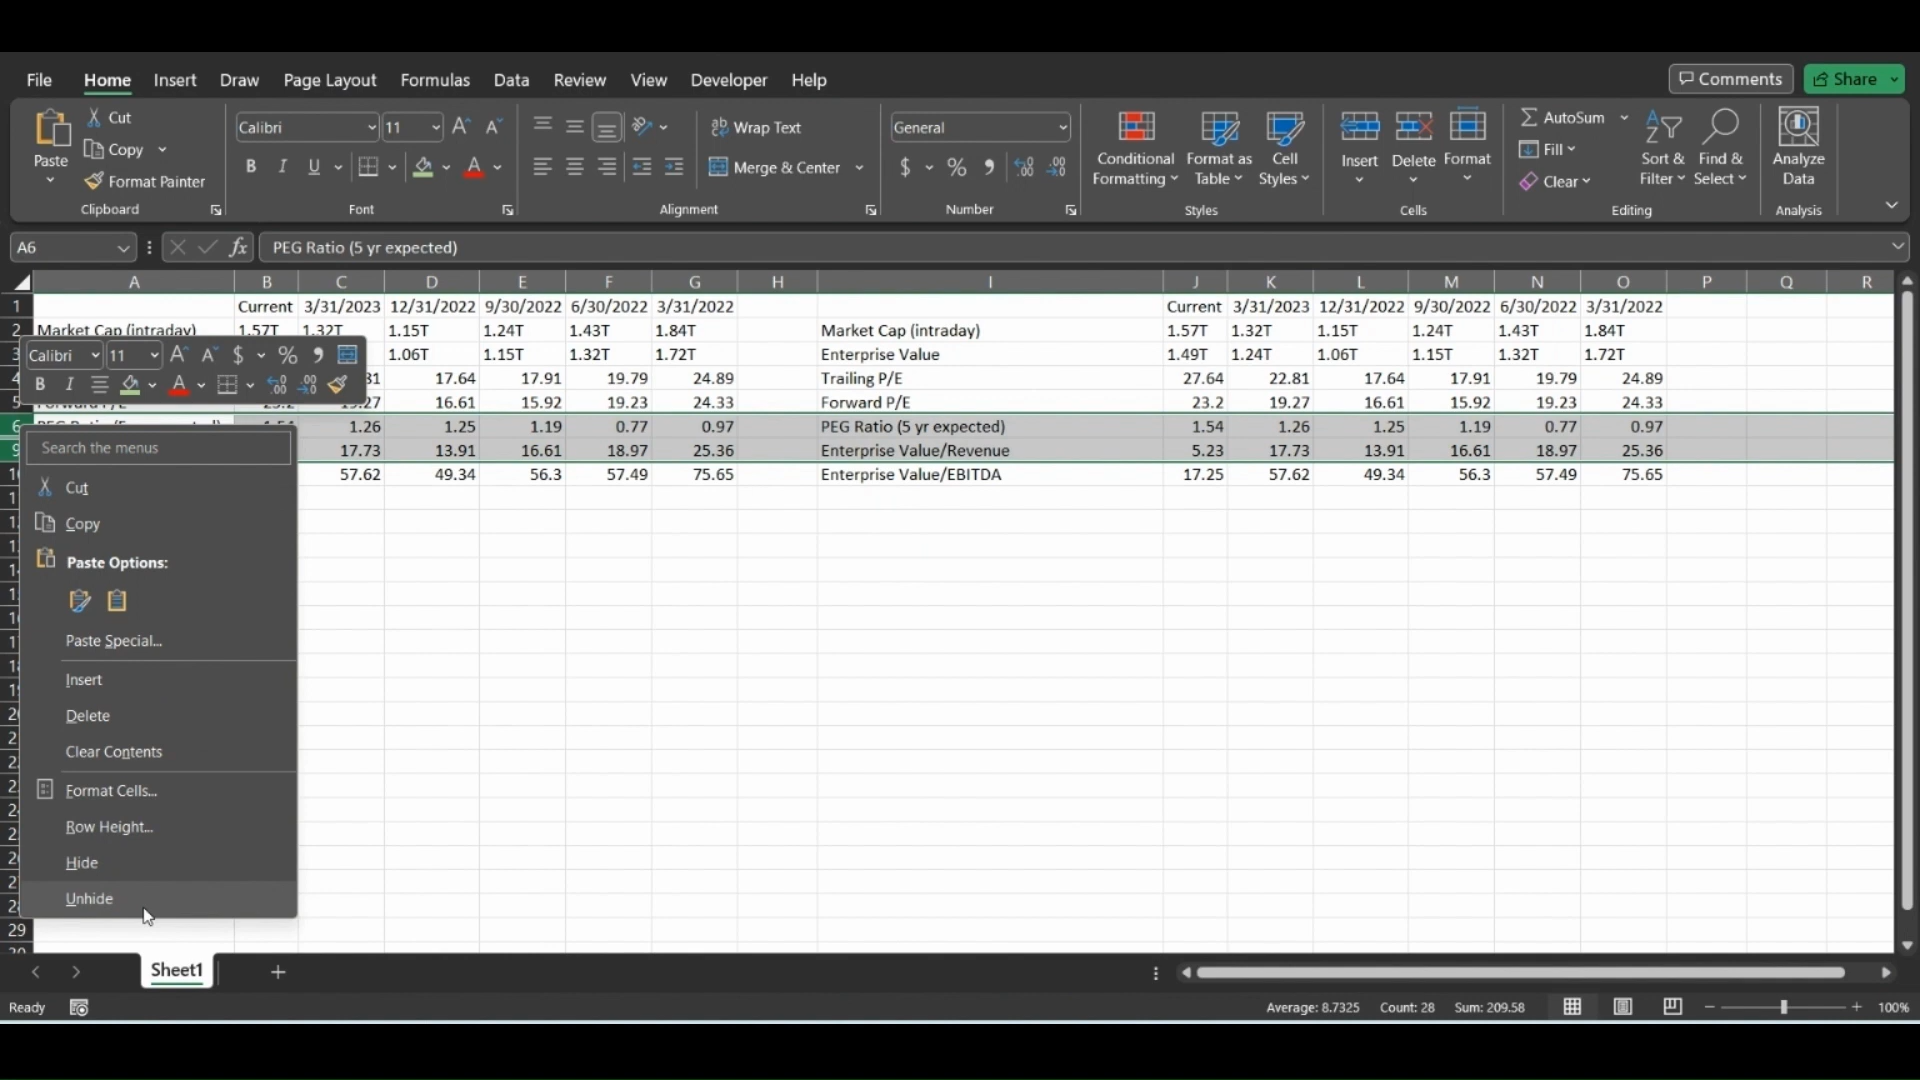 File Home Insert Draw Page Layout Formulas Data Review View Developer Help Comments Share
Cut Calibri 11 Wrap Text General AutoSum
Paste Copy Conditional Formatting Format as Table Cell Styles Insert Delete Format Fill Sort & Filter Find & Select Analyze Data
Format Painter B I U A Merge & Center $ % Clear
Clipboard Font Alignment Number Styles Cells Editing Analysis
A6 fx PEG Ratio (5 yr expected)
A B C D E F G H I J K L M N O P Q R
1 Current 3/31/2023 12/31/2022 9/30/2022 6/30/2022 3/31/2022 Current 3/31/2023 12/31/2022 9/30/2022 6/30/2022 3/31/2022
2 Market Cap (intraday) 1.57T 1.32T 1.15T 1.24T 1.43T 1.84T Market Cap (intraday) 1.57T 1.32T 1.15T 1.24T 1.43T 1.84T
3 1.06T 1.15T 1.32T 1.72T Enterprise Value 1.49T 1.24T 1.06T 1.15T 1.32T 1.72T
4 17.64 17.91 19.79 24.89 Trailing P/E 27.64 22.81 17.64 17.91 19.79 24.89
5 16.61 15.92 19.23 24.33 Forward P/E 23.2 19.27 16.61 15.92 19.23 24.33
6 1.26 1.25 1.19 0.77 0.97 PEG Ratio (5 yr expected) 1.54 1.26 1.25 1.19 0.77 0.97
9 17.73 13.91 16.61 18.97 25.36 Enterprise Value/Revenue 5.23 17.73 13.91 16.61 18.97 25.36
57.62 49.34 56.3 57.49 75.65 Enterprise Value/EBITDA 17.25 57.62 49.34 56.3 57.49 75.65
Calibri 11 A A $ %
B I A
Search the menus
Cut
Copy
Paste Options:
Paste Special...
Insert
Delete
Clear Contents
Format Cells...
Row Height...
Hide
Unhide
29
Sheet1
Ready Average: 8.7325 Count: 28 Sum: 209.58 100%